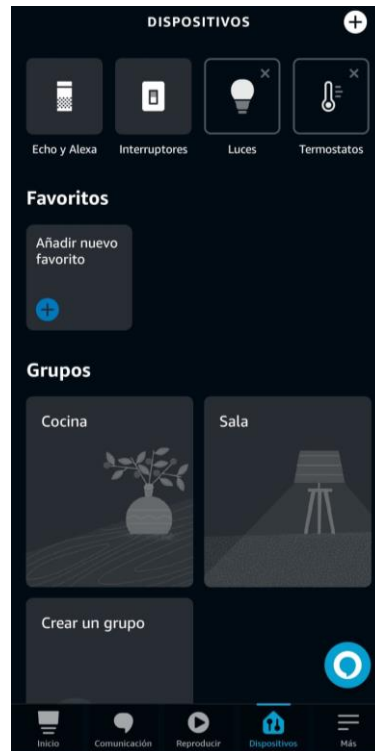 DISPOSITIVOS
Echo y Alexa
Interruptores
Luces
Termostatos
Favoritos
Añadir nuevo
favorito
Grupos
Cocina
Sala
Crear un grupo
Inicio
Comunicación
Reproducir
Dispositivos
Más